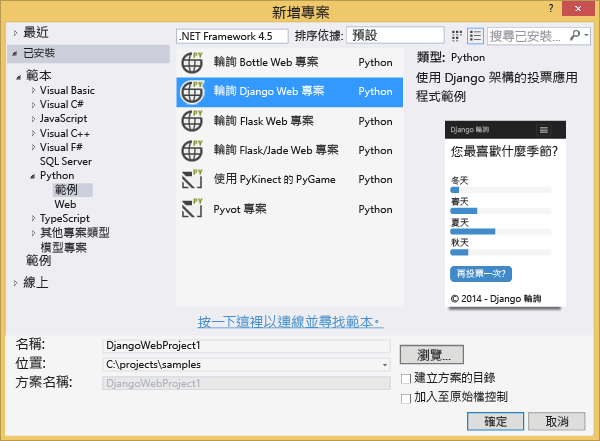 新增專案
?
最近
.NET Framework 4.5
排序依據:
預設
搜尋已安裝...
已安裝
範本
Visual Basic
Visual C#
JavaScript
Visual C++
Visual F#
SQL Server
Python
範例
Web
TypeScript
其他專案類型
模型專案
範例
線上
PY 輪詢 Bottle Web 專案 Python
PY 輪詢 Django Web 專案 Python
PY 輪詢 Flask Web 專案 Python
PY 輪詢 Flask/Jade Web 專案 Python
PY 使用 PyKinect 的 PyGame Python
PY Pyvot 專案 Python
按一下這裡以連線並尋找範本。
類型: Python
使用 Django 架構的投票應用
程式範例
Django 輪詢
您最喜歡什麼季節?
冬天
春天
夏天
秋天
再投票一次?
© 2014 - Django 輪詢
名稱: DjangoWebProject1
位置: C:\projects\samples
瀏覽...
方案名稱: DjangoWebProject1
建立方案的目錄
加入至原始檔控制
確定
取消